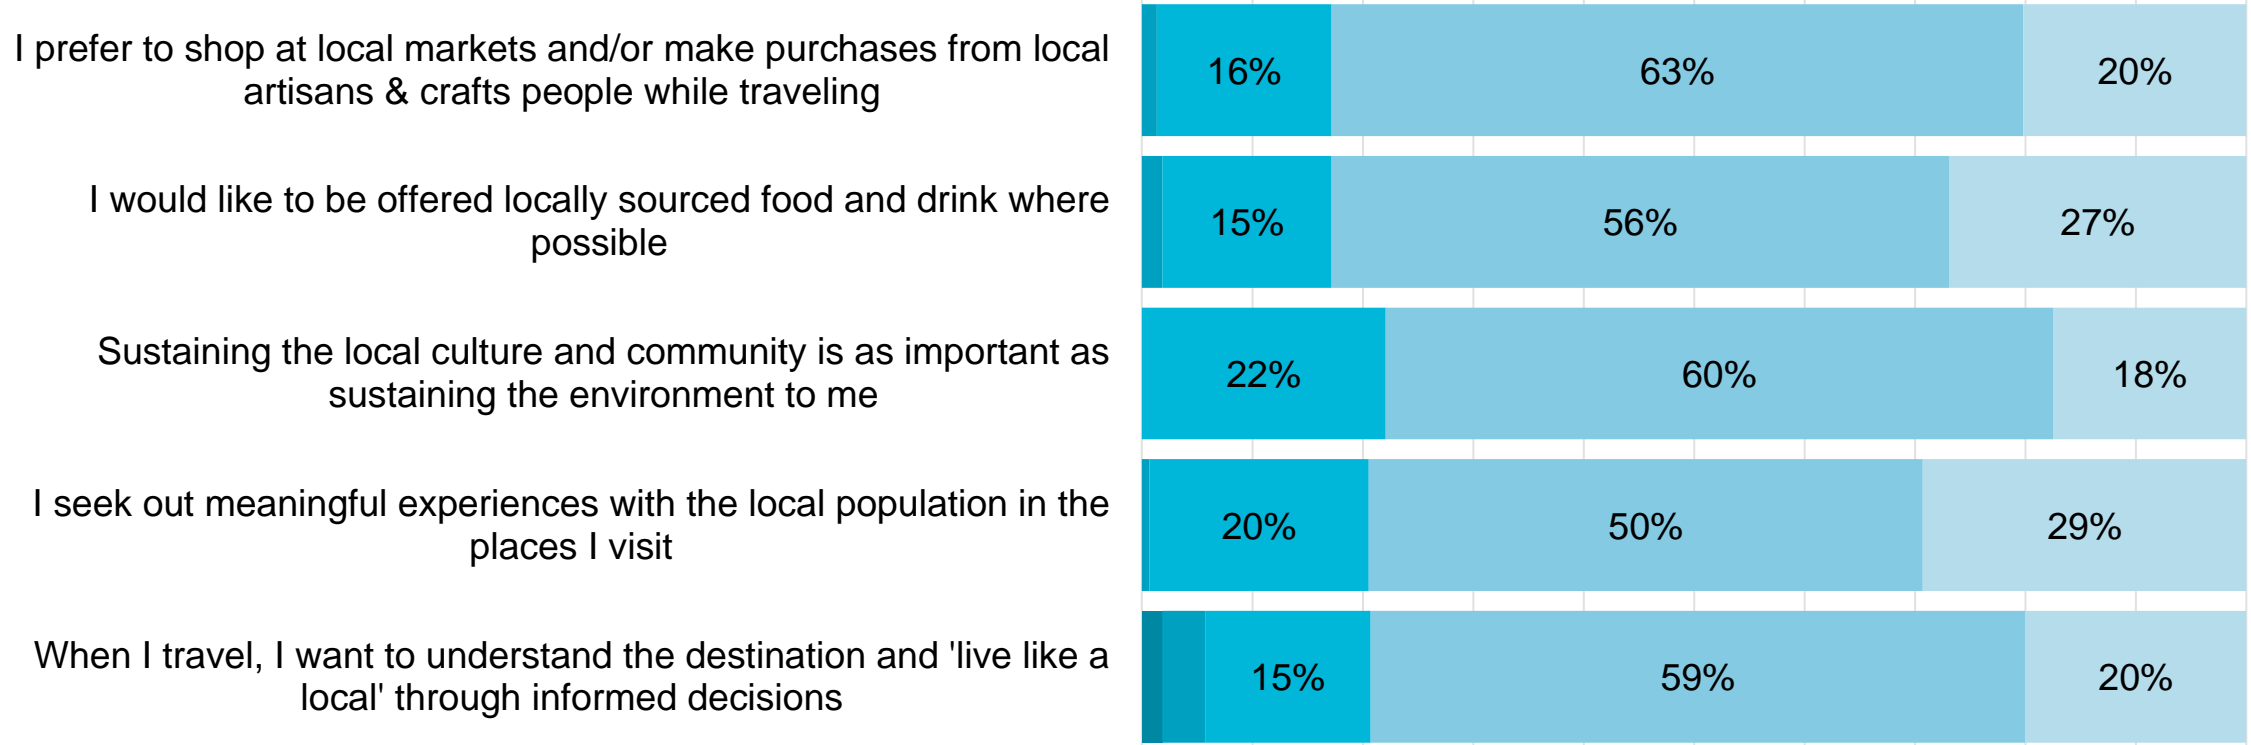 I prefer to shop at local markets and/or make purchases from local
artisans & crafts people while traveling
16%
63%
20%
I would like to be offered locally sourced food and drink where
possible
15%
56%
27%
Sustaining the local culture and community is as important as
sustaining the environment to me
22%
60%
18%
I seek out meaningful experiences with the local population in the
places I visit
20%
50%
29%
When I travel, I want to understand the destination and 'live like a
local' through informed decisions
15%
59%
20%